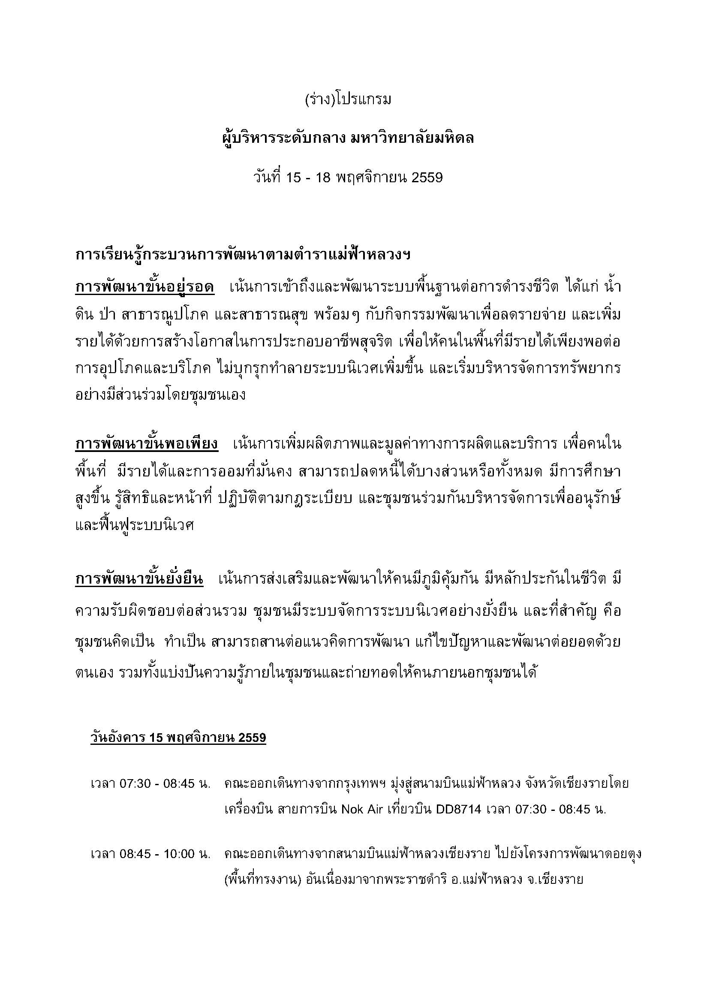 (ร่าง)โปรแกรม
ผู้บริหารระดับกลาง มหาวิทยาลัยมหิดล
วันที่ 15 - 18 พฤศจิกายน 2559
การเรียนรู้กระบวนการพัฒนาตามตำราแม่ฟ้าหลวงฯ
การพัฒนาขั้นอยู่รอด เน้นการเข้าถึงและพัฒนาระบบพื้นฐานต่อการดำรงชีวิต ได้แก่ น้ำ
ดิน ป่า สาธารณูปโภค และสาธารณสุข พร้อมๆ กับกิจกรรมพัฒนาเพื่อลดรายจ่าย และเพิ่ม
รายได้ด้วยการสร้างโอกาสในการประกอบอาชีพสุจริต เพื่อให้คนในพื้นที่มีรายได้เพียงพอต่อ
การอุปโภคและบริโภค ไม่บุกรุกทำลายระบบนิเวศเพิ่มขึ้น และเริ่มบริหารจัดการทรัพยากร
อย่างมีส่วนร่วมโดยชุมชนเอง
การพัฒนาขั้นพอเพียง เน้นการเพิ่มผลิตภาพและมูลค่าทางการผลิตและบริการ เพื่อคนใน
พื้นที่ มีรายได้และการออมที่มั่นคง สามารถปลดหนี้ได้บางส่วนหรือทั้งหมด มีการศึกษา
สูงขึ้น รู้สิทธิและหน้าที่ ปฏิบัติตามกฎระเบียบ และชุมชนร่วมกันบริหารจัดการเพื่ออนุรักษ์
และฟื้นฟูระบบนิเวศ
การพัฒนาขั้นยั่งยืน เน้นการส่งเสริมและพัฒนาให้คนมีภูมิคุ้มกัน มีหลักประกันในชีวิต มี
ความรับผิดชอบต่อส่วนรวม ชุมชนมีระบบจัดการระบบนิเวศอย่างยั่งยืน และที่สำคัญ คือ
ชุมชนคิดเป็น ทำเป็น สามารถสานต่อแนวคิดการพัฒนา แก้ไขปัญหาและพัฒนาต่อยอดด้วย
ตนเอง รวมทั้งแบ่งปันความรู้ภายในชุมชนและถ่ายทอดให้คนภายนอกชุมชนได้
วันอังคาร 15 พฤศจิกายน 2559
เวลา 07:30 - 08:45 น. คณะออกเดินทางจากกรุงเทพฯ มุ่งสู่สนามบินแม่ฟ้าหลวง จังหวัดเชียงรายโดย
เครื่องบิน สายการบิน Nok Air เที่ยวบิน DD8714 เวลา 07:30 - 08:45 น.
เวลา 08:45 - 10:00 น. คณะออกเดินทางจากสนามบินแม่ฟ้าหลวงเชียงราย ไปยังโครงการพัฒนาดอยตุง
(พื้นที่ทรงงาน) อันเนื่องมาจากพระราชดำริ อ.แม่ฟ้าหลวง จ.เชียงราย